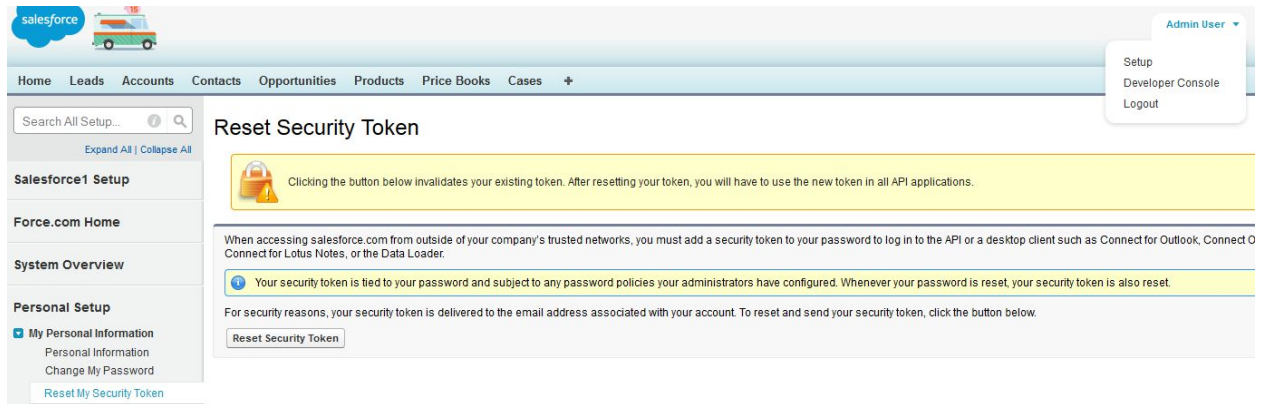 salesforce
15
Admin User
Setup
Developer Console
Logout
Home Leads Accounts Contacts Opportunities Products Price Books Cases +
Search All Setup...
Expand All | Collapse All
Salesforce1 Setup
Force.com Home
System Overview
Personal Setup
My Personal Information
Personal Information
Change My Password
Reset My Security Token
Reset Security Token
Clicking the button below invalidates your existing token. After resetting your token, you will have to use the new token in all API applications.
When accessing salesforce.com from outside of your company's trusted networks, you must add a security token to your password to log in to the API or a desktop client such as Connect for Outlook, Connect O
Connect for Lotus Notes, or the Data Loader.
Your security token is tied to your password and subject to any password policies your administrators have configured. Whenever your password is reset, your security token is also reset.
For security reasons, your security token is delivered to the email address associated with your account. To reset and send your security token, click the button below.
Reset Security Token